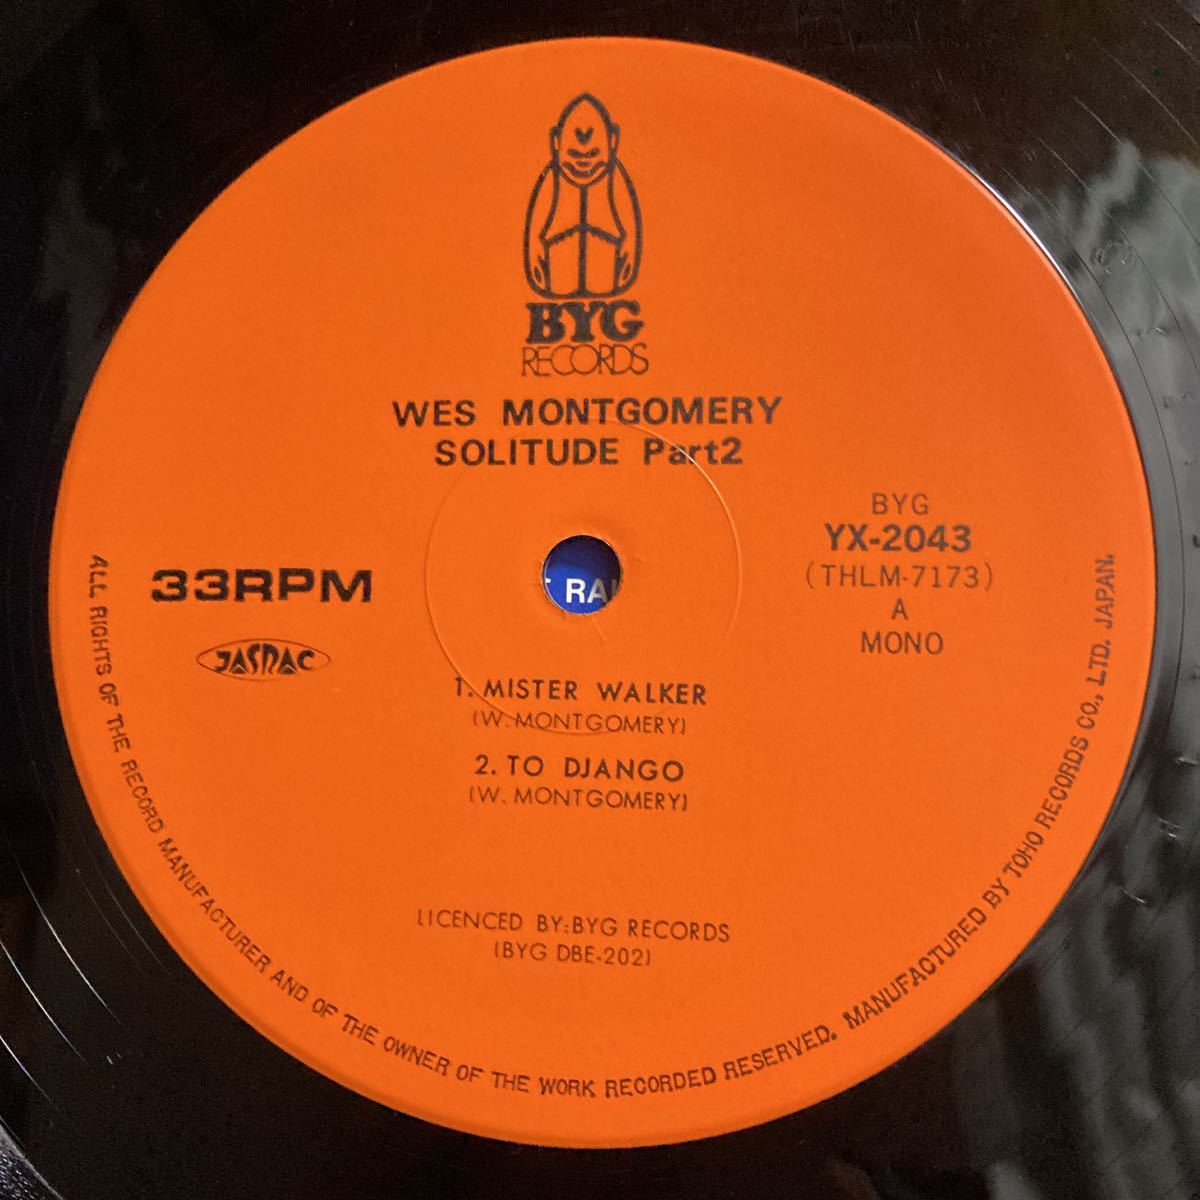 BYG
RECORDS
WES MONTGOMERY
SOLITUDE Part2
BYG
YX-2043
(THLM-7173)
A
MONO
33RPM
JASRAC
RA
1. MISTER WALKER
(W. MONTGOMERY)
2. TO DJANGO
(W. MONTGOMERY)
LICENCED BY:BYG RECORDS
(BYG DBE-202)
ALL RIGHTS OF THE RECORD MANUFACTURER AND OF THE OWNER OF THE WORK RECORDED RESERVED. MANUFACTURED BY TOHO RECORDS CO., LTD. JAPAN.